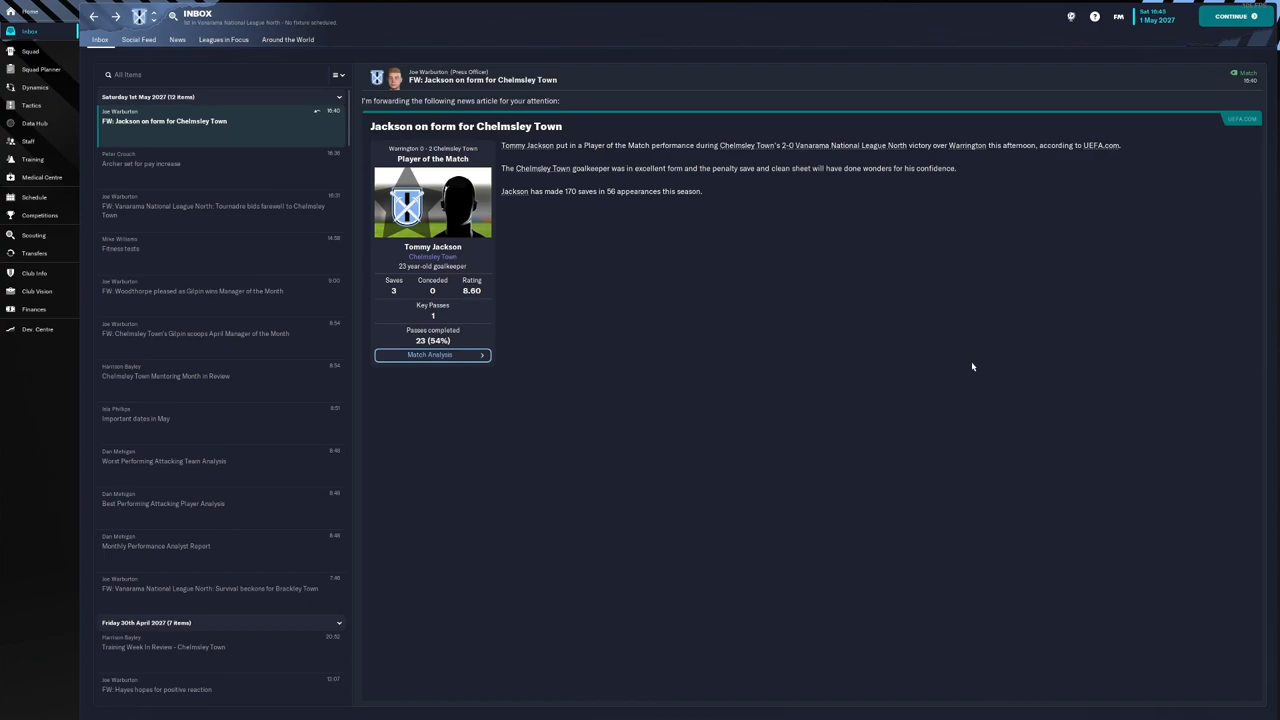 Home
Inbox
Squad
Squad Planner
Dynamics
Tactics
Data Hub
Staff
Training
Medical Centre
Schedule
Competitions
Scouting
Transfers
Club Info
Club Vision
Finances
Dev. Centre
INBOX
1st in Vanarama National League North - No fixture scheduled.
FM
Sat 16:45
1 May 2027
CONTINUE
Inbox
Social Feed
News
Leagues in Focus
Around the World
All Items
Saturday 1st May 2027 (12 items)
Joe Warburton 16:40
FW: Jackson on form for Chelmsley Town
Peter Crouch 16:36
Archer set for pay increase
Joe Warburton 16:31
FW: Vanarama National League North: Tournadre bids farewell to Chelmsley
Town
Mike Williams 14:59
Fitness tests
Joe Warburton 9:00
FW: Woodthorpe pleased as Gilpin wins Manager of the Month
Joe Warburton 8:54
FW: Chelmsley Town's Gilpin scoops April Manager of the Month
Harrison Bayley 8:54
Chelmsley Town Mentoring Month in Review
Isla Phillips 8:51
Important dates in May
Dan Mehigan 8:48
Worst Performing Attacking Team Analysis
Dan Mehigan 8:48
Best Performing Attacking Player Analysis
Dan Mehigan 8:48
Monthly Performance Analyst Report
Joe Warburton 7:46
FW: Vanarama National League North: Survival beckons for Brackley Town
Friday 30th April 2027 (7 items)
Harrison Bayley 20:52
Training Week In Review - Chelmsley Town
Joe Warburton 13:07
FW: Hayes hopes for positive reaction
Joe Warburton (Press Officer)
FW: Jackson on form for Chelmsley Town
Match
16:40
I'm forwarding the following news article for your attention:
UEFA.COM
Jackson on form for Chelmsley Town
Warrington 0 - 2 Chelmsley Town
Player of the Match
Tommy Jackson
Chelmsley Town
23 year-old goalkeeper
Saves Conceded Rating
3 0 8.60
Key Passes
1
Passes completed
23 (54%)
Match Analysis
Tommy Jackson put in a Player of the Match performance during Chelmsley Town's 2-0 Vanarama National League North victory over Warrington this afternoon, according to UEFA.com.
The Chelmsley Town goalkeeper was in excellent form and the penalty save and clean sheet will have done wonders for his confidence.
Jackson has made 170 saves in 56 appearances this season.